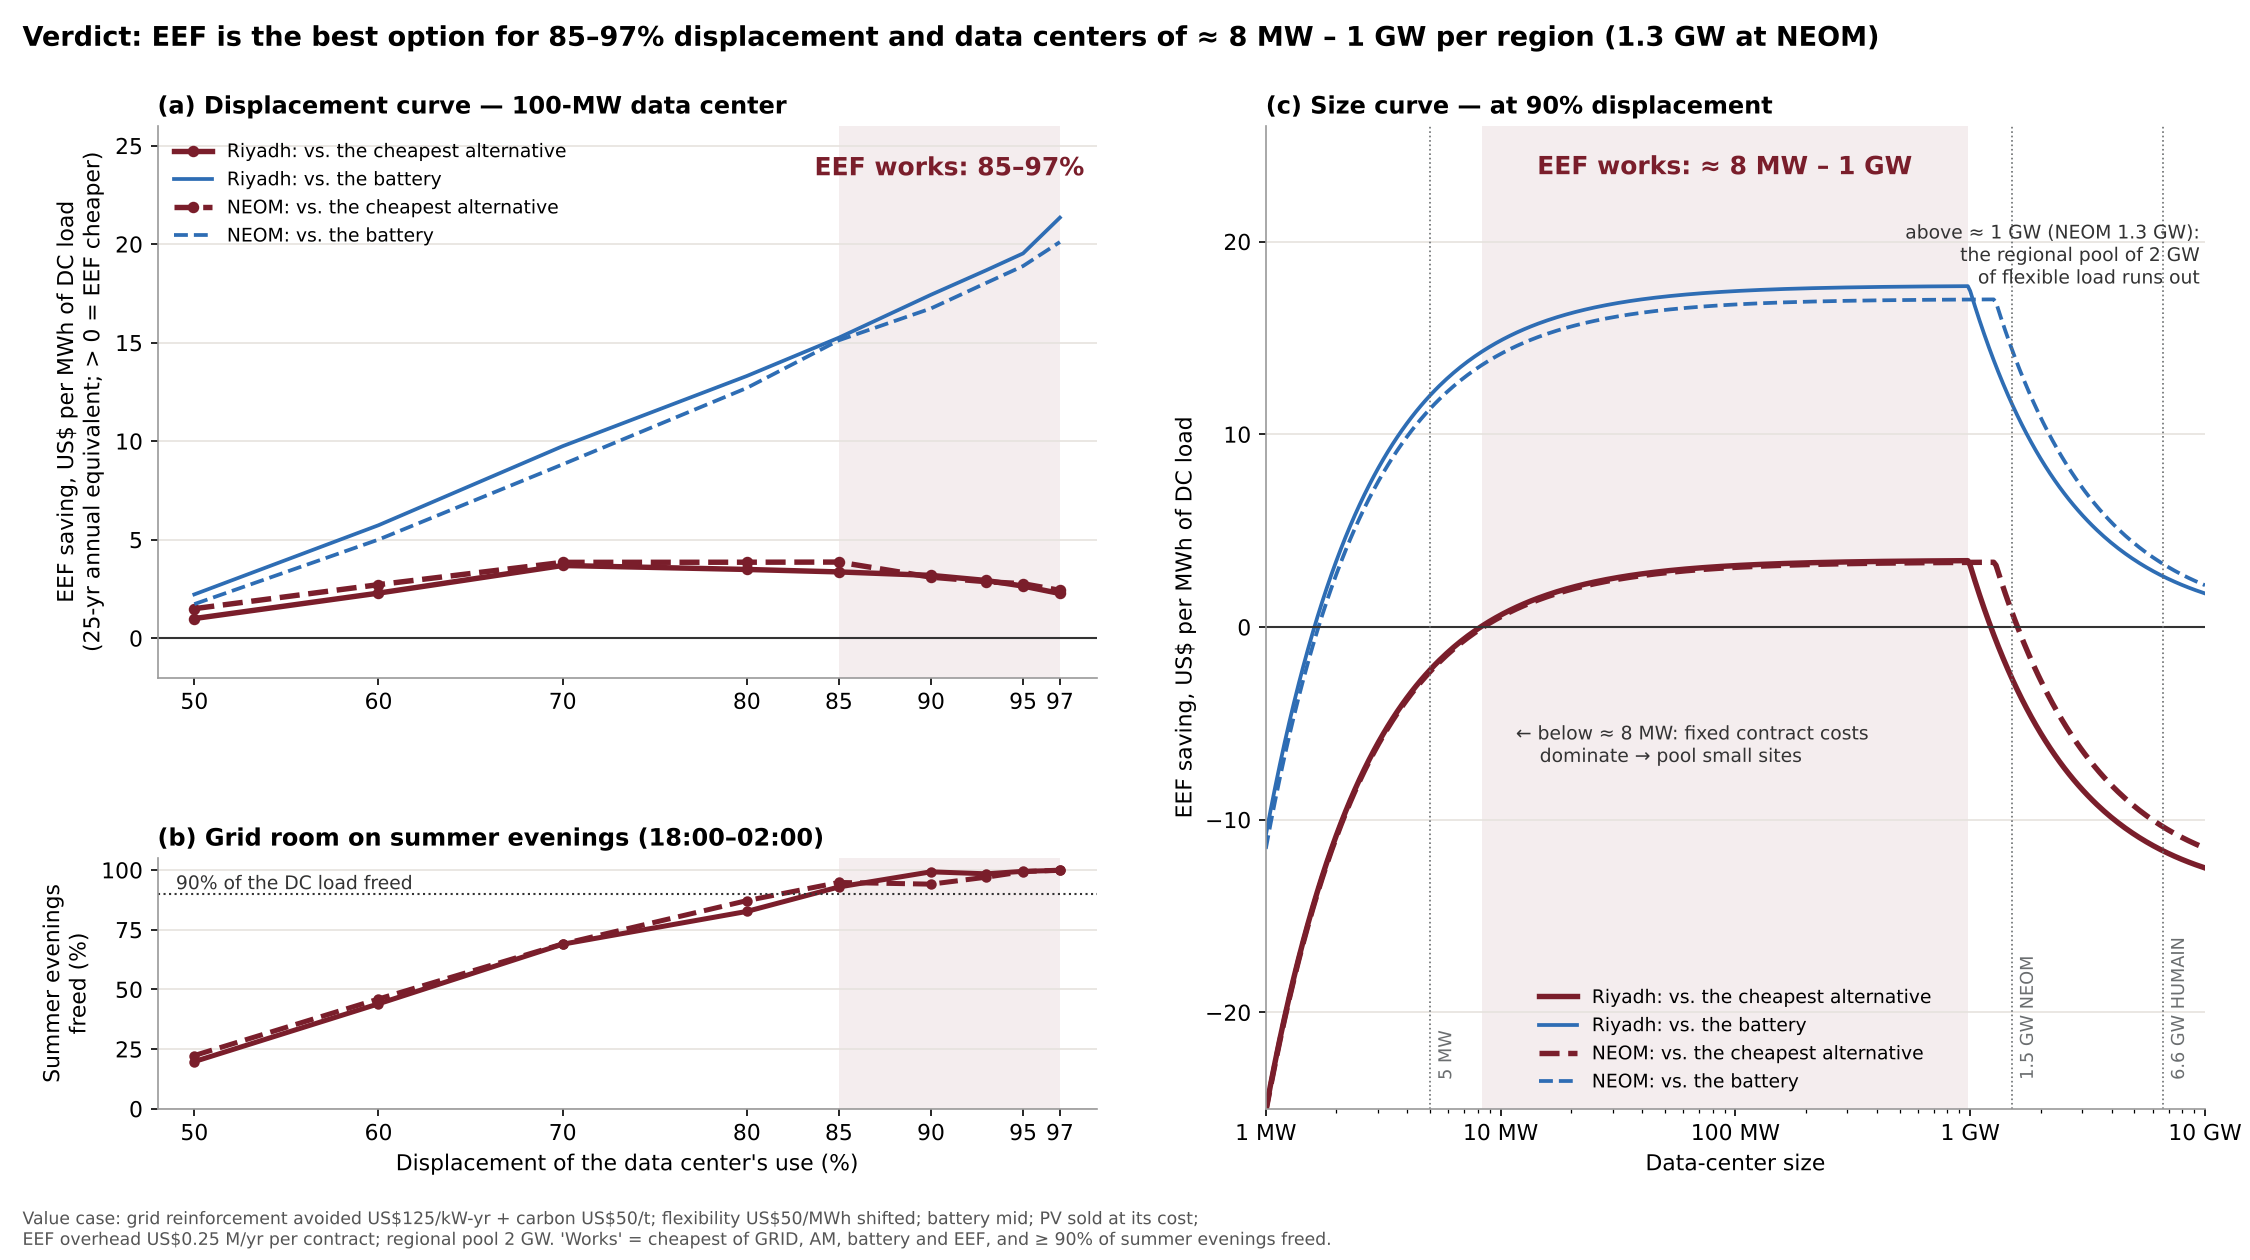 Verdict: EEF is the best option for 85–97% displacement and data centers of ≈ 8 MW – 1 GW per region (1.3 GW at NEOM)
(a) Displacement curve — 100-MW data center
EEF saving, US$ per MWh of DC load
(25-yr annual equivalent; > 0 = EEF cheaper)
25
20
15
10
5
0
Riyadh: vs. the cheapest alternative
Riyadh: vs. the battery
NEOM: vs. the cheapest alternative
NEOM: vs. the battery
EEF works: 85–97%
50 60 70 80 85 90 95 97
(b) Grid room on summer evenings (18:00–02:00)
Summer evenings
freed (%)
100
75
50
25
0
90% of the DC load freed
50 60 70 80 85 90 95 97
Displacement of the data center's use (%)
(c) Size curve — at 90% displacement
EEF saving, US$ per MWh of DC load
20
10
0
−10
−20
EEF works: ≈ 8 MW – 1 GW
above ≈ 1 GW (NEOM 1.3 GW):
the regional pool of 2 GW
of flexible load runs out
← below ≈ 8 MW: fixed contract costs
dominate → pool small sites
5 MW
1.5 GW NEOM
6.6 GW HUMAIN
Riyadh: vs. the cheapest alternative
Riyadh: vs. the battery
NEOM: vs. the cheapest alternative
NEOM: vs. the battery
1 MW 10 MW 100 MW 1 GW 10 GW
Data-center size
Value case: grid reinforcement avoided US$125/kW-yr + carbon US$50/t; flexibility US$50/MWh shifted; battery mid; PV sold at its cost;
EEF overhead US$0.25 M/yr per contract; regional pool 2 GW. 'Works' = cheapest of GRID, AM, battery and EEF, and ≥ 90% of summer evenings freed.